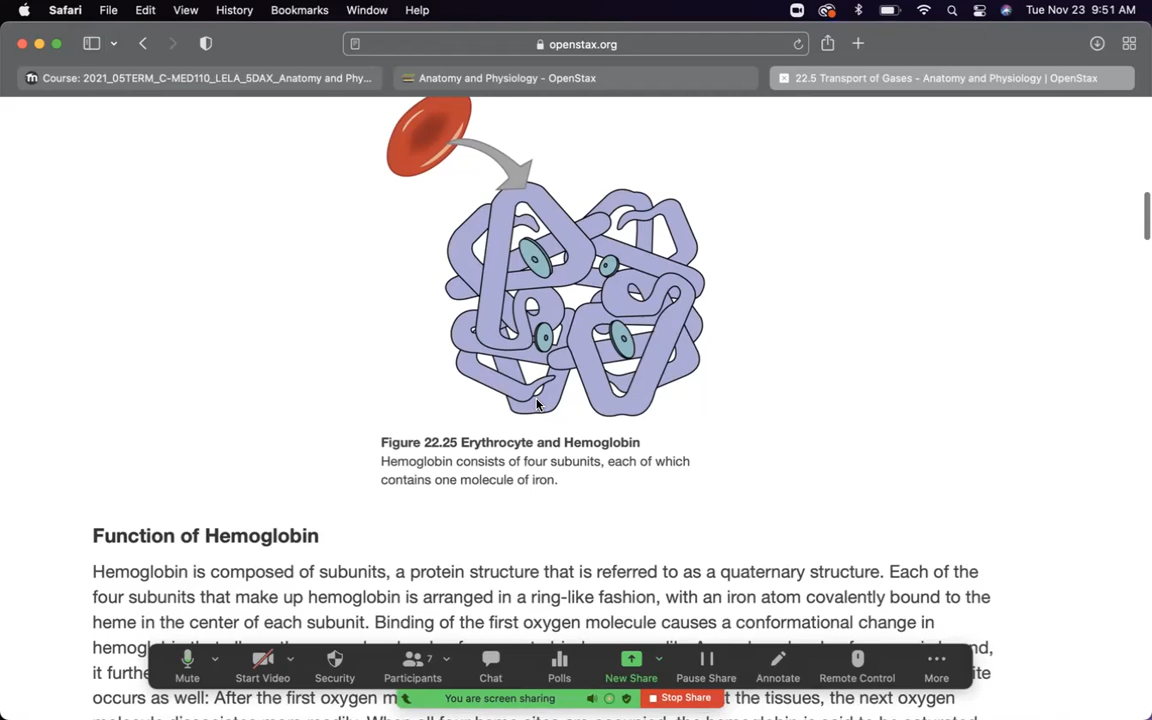 Safari File Edit View History Bookmarks Window Help Tue Nov 23 9:51 AM
openstax.org
Course: 2021_05TERM_C-MED110_LELA_5DAX_Anatomy and Phy... Anatomy and Physiology - OpenStax 22.5 Transport of Gases - Anatomy and Physiology | OpenStax
Figure 22.25 Erythrocyte and Hemoglobin
Hemoglobin consists of four subunits, each of which
contains one molecule of iron.
Function of Hemoglobin
Hemoglobin is composed of subunits, a protein structure that is referred to as a quaternary structure. Each of the
four subunits that make up hemoglobin is arranged in a ring-like fashion, with an iron atom covalently bound to the
heme in the center of each subunit. Binding of the first oxygen molecule causes a conformational change in
it furthe
occurs as well: After the first oxygen m t the tissues, the next oxygen
Mute Start Video Security Participants 7 Chat Polls New Share Pause Share Annotate Remote Control More
You are screen sharing Stop Share